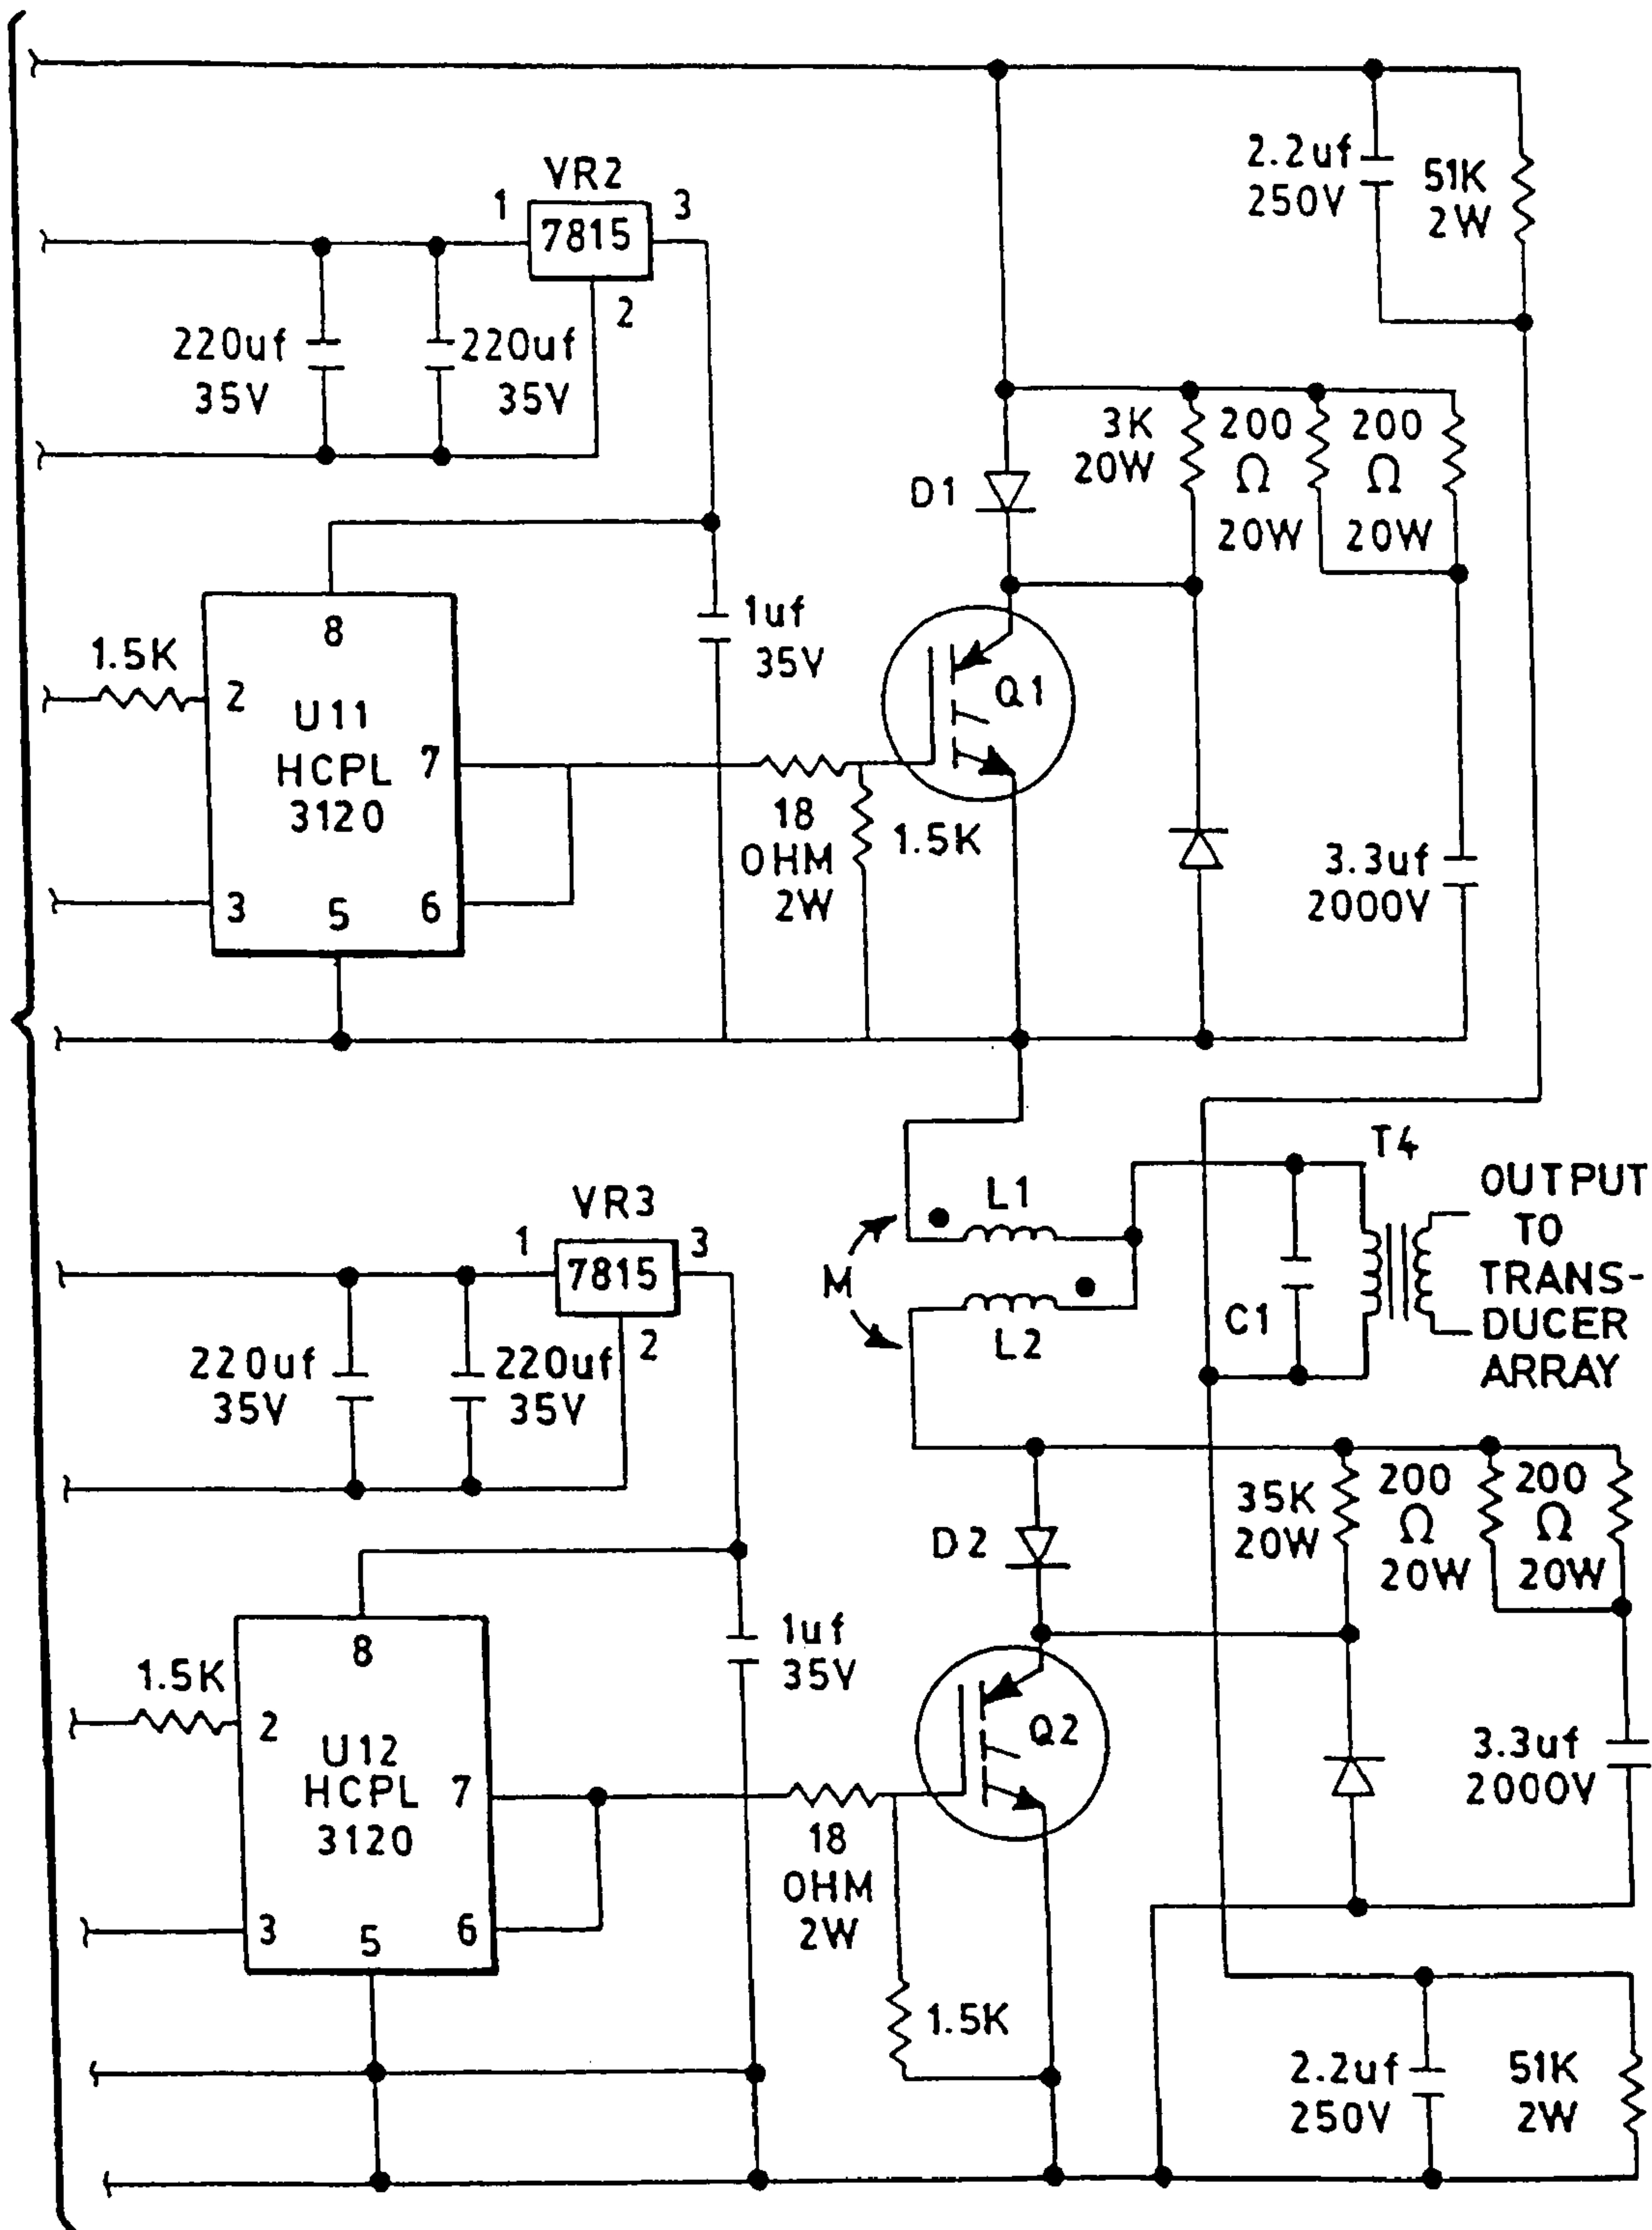 2.2uf
250V
51K
2W
VR2
1
7815
3
2
220uf
35V
220uf
35V
3K
20W
200
Ω
20W
200
Ω
20W
D1
8
1.5K
2
U11
HCPL
3120
7
3
5
6
1uf
35V
Q1
18
OHM
2W
1.5K
3.3uf
2000V
T4
OUTPUT
TO
TRANS-
DUCER
ARRAY
L1
M
L2
C1
VR3
1
7815
3
2
220uf
35V
220uf
35V
35K
20W
200
Ω
20W
200
Ω
20W
D2
8
1.5K
2
U12
HCPL
3120
7
3
5
6
1uf
35V
Q2
18
OHM
2W
1.5K
3.3uf
2000V
2.2uf
250V
51K
2W